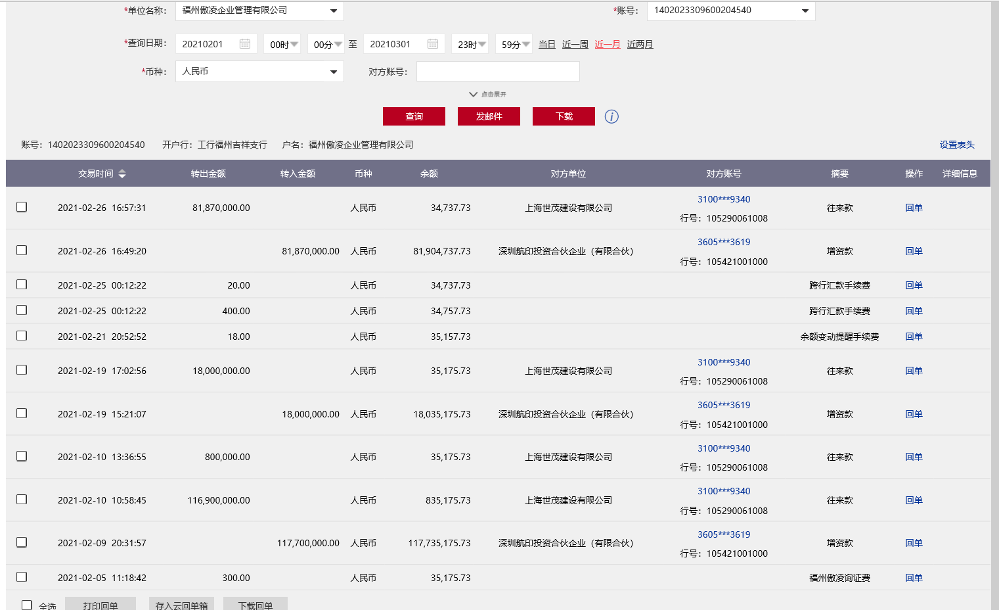 *单位名称： 福州傲凌企业管理有限公司 *账号： 1402023309600204540
*查询日期： 20210201 00时 00分 至 20210301 23时 59分 当日 近一周 近一月 近两月
*币种： 人民币 对方账号：
点击展开
查询 发邮件 下载 i
账号：1402023309600204540 开户行：工行福州吉祥支行 户名：福州傲凌企业管理有限公司 设置表头
交易时间 转出金额 转入金额 币种 余额 对方单位 对方账号 摘要 操作 详细信息
3100***9340
2021-02-26 16:57:31 81,870,000.00 人民币 34,737.73 上海世茂建设有限公司 往来款 回单
行号：105290061008
3605***3619
2021-02-26 16:49:20 81,870,000.00 人民币 81,904,737.73 深圳航印投资合伙企业（有限合伙） 增资款 回单
行号：105421001000
2021-02-25 00:12:22 20.00 人民币 34,737.73 跨行汇款手续费 回单
2021-02-25 00:12:22 400.00 人民币 34,757.73 跨行汇款手续费 回单
2021-02-21 20:52:52 18.00 人民币 35,157.73 余额变动提醒手续费 回单
3100***9340
2021-02-19 17:02:56 18,000,000.00 人民币 35,175.73 上海世茂建设有限公司 往来款 回单
行号：105290061008
3605***3619
2021-02-19 15:21:07 18,000,000.00 人民币 18,035,175.73 深圳航印投资合伙企业（有限合伙） 增资款 回单
行号：105421001000
3100***9340
2021-02-10 13:36:55 800,000.00 人民币 35,175.73 上海世茂建设有限公司 往来款 回单
行号：105290061008
3100***9340
2021-02-10 10:58:45 116,900,000.00 人民币 835,175.73 上海世茂建设有限公司 往来款 回单
行号：105290061008
3605***3619
2021-02-09 20:31:57 117,700,000.00 人民币 117,735,175.73 深圳航印投资合伙企业（有限合伙） 增资款 回单
行号：105421001000
2021-02-05 11:18:42 300.00 人民币 35,175.73 福州傲凌询证费 回单
全选 打印回单 存入云回单箱 下载回单